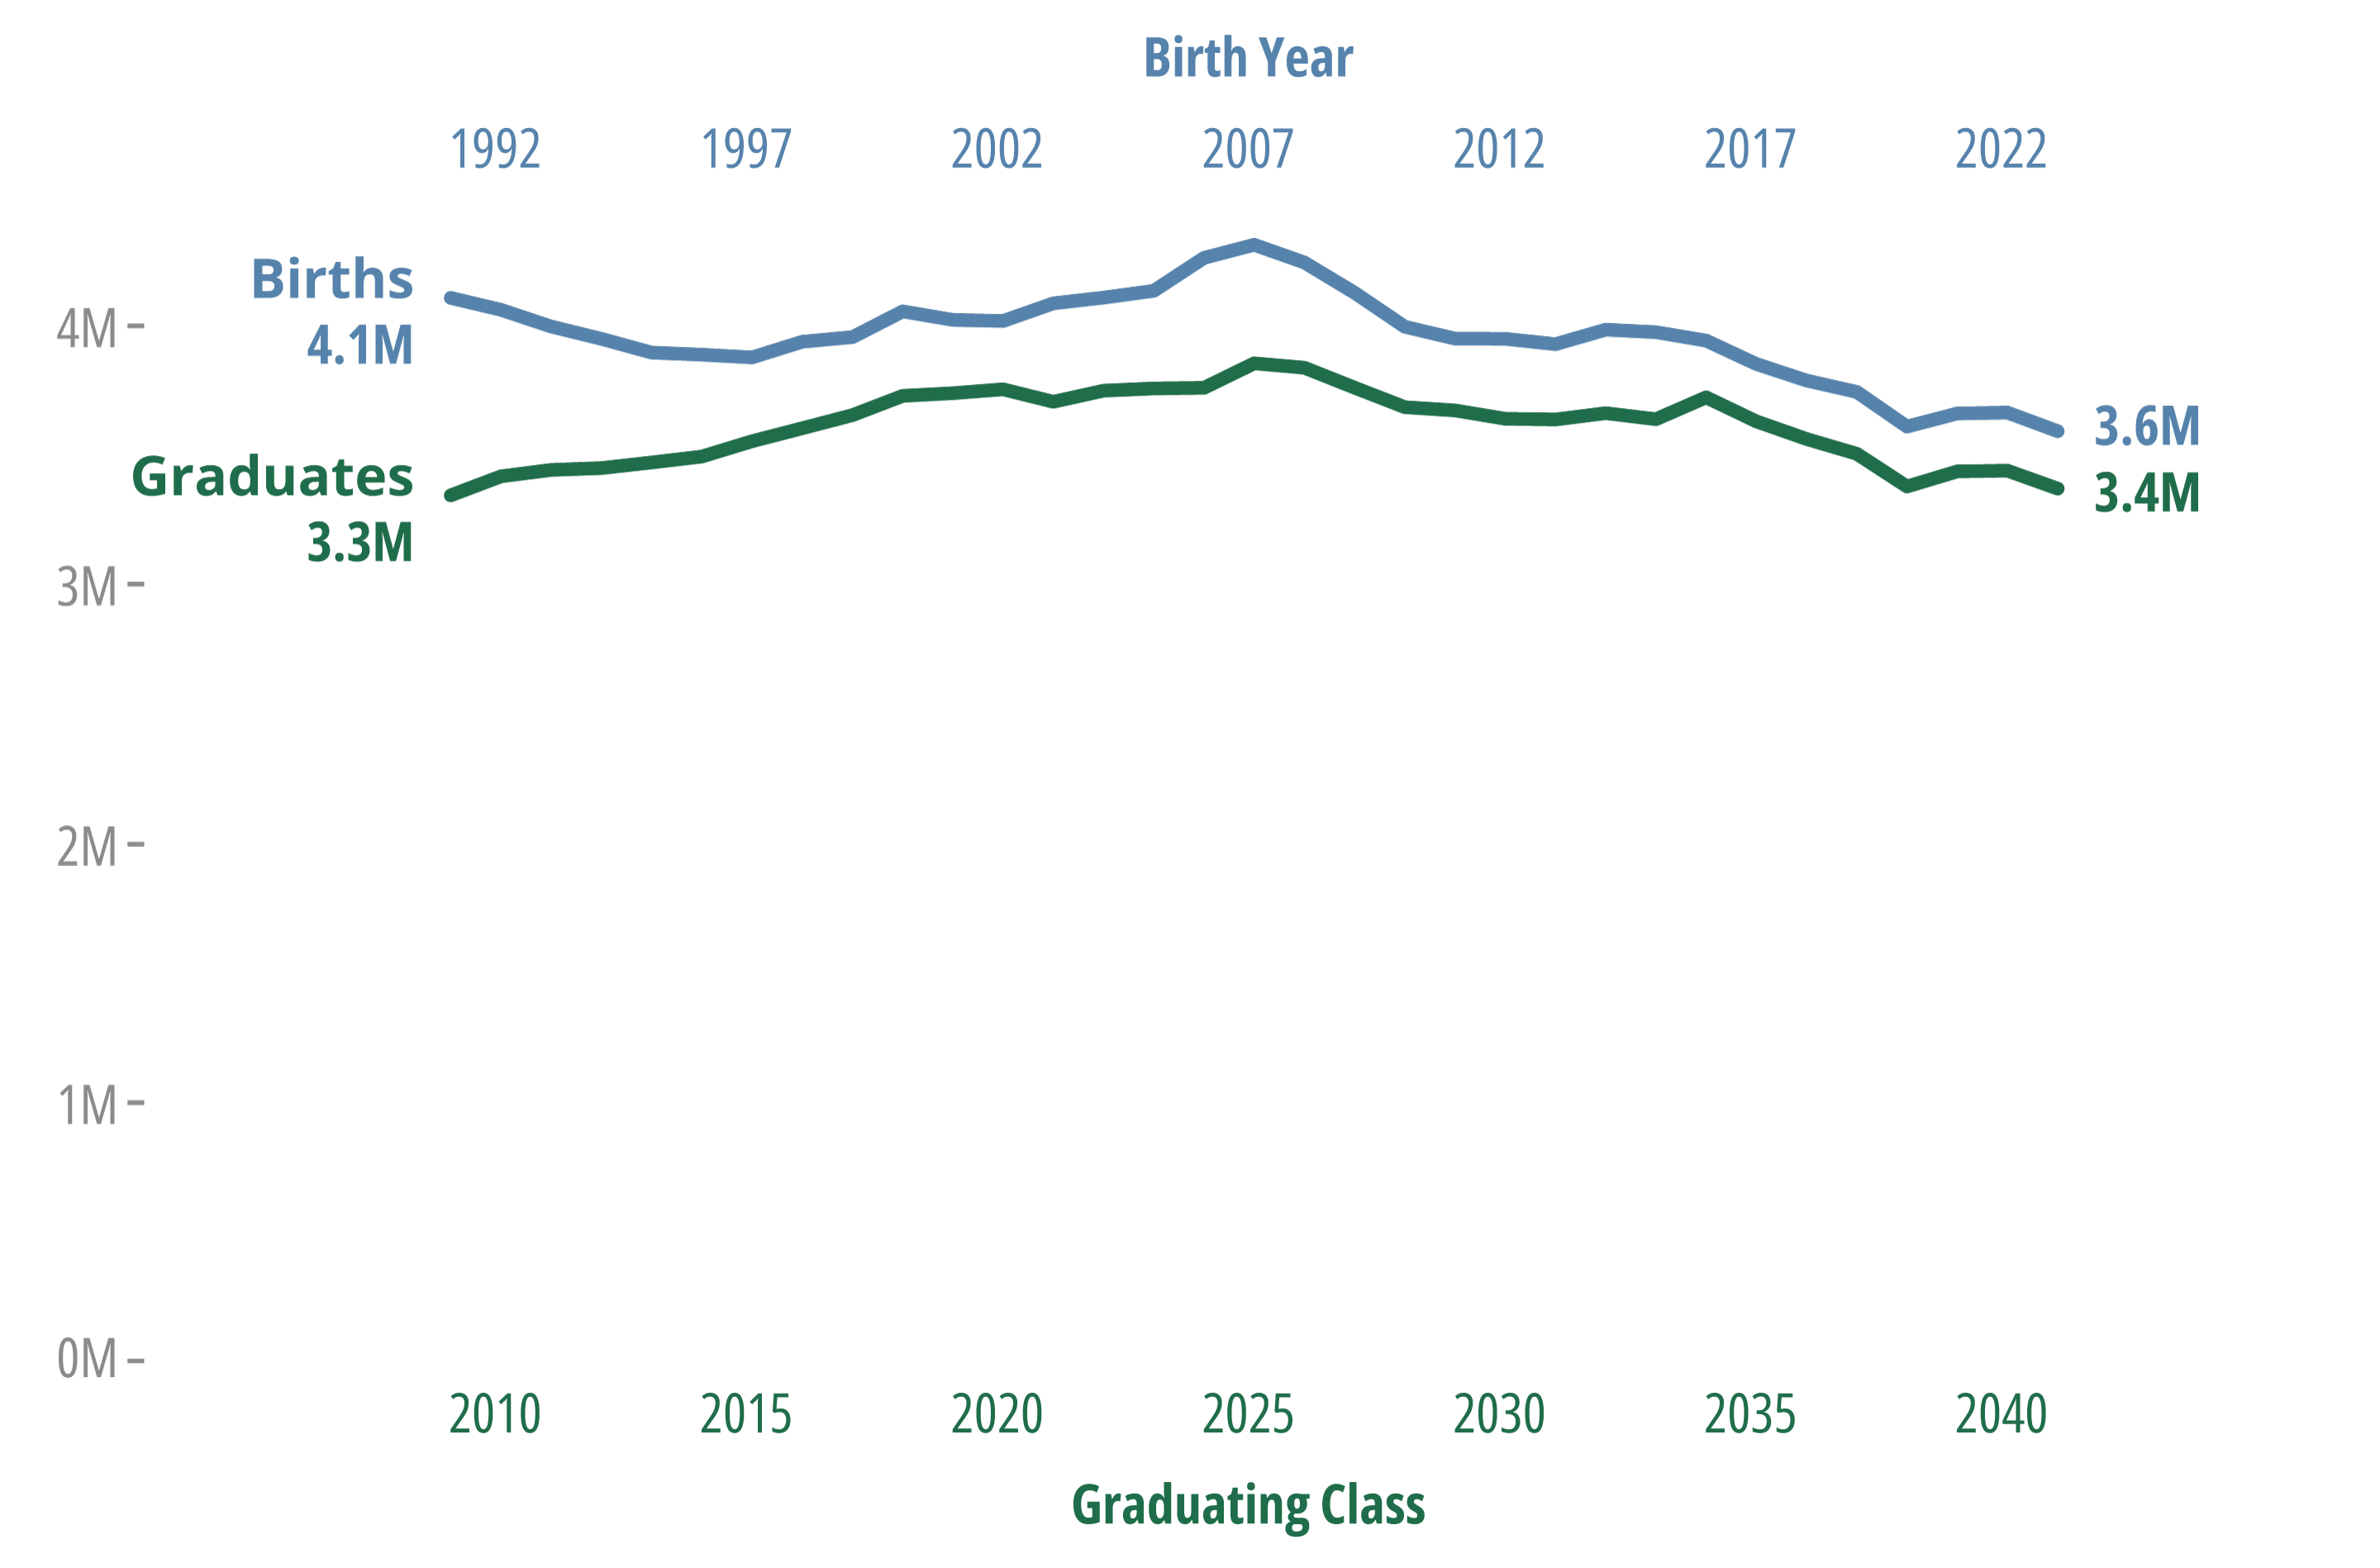 Birth Year
1992 1997 2002 2007 2012 2017 2022
Births
4M
4.1M
3.6M
Graduates
3.4M
3.3M
3M
2M
1M
0M
2010 2015 2020 2025 2030 2035 2040
Graduating Class